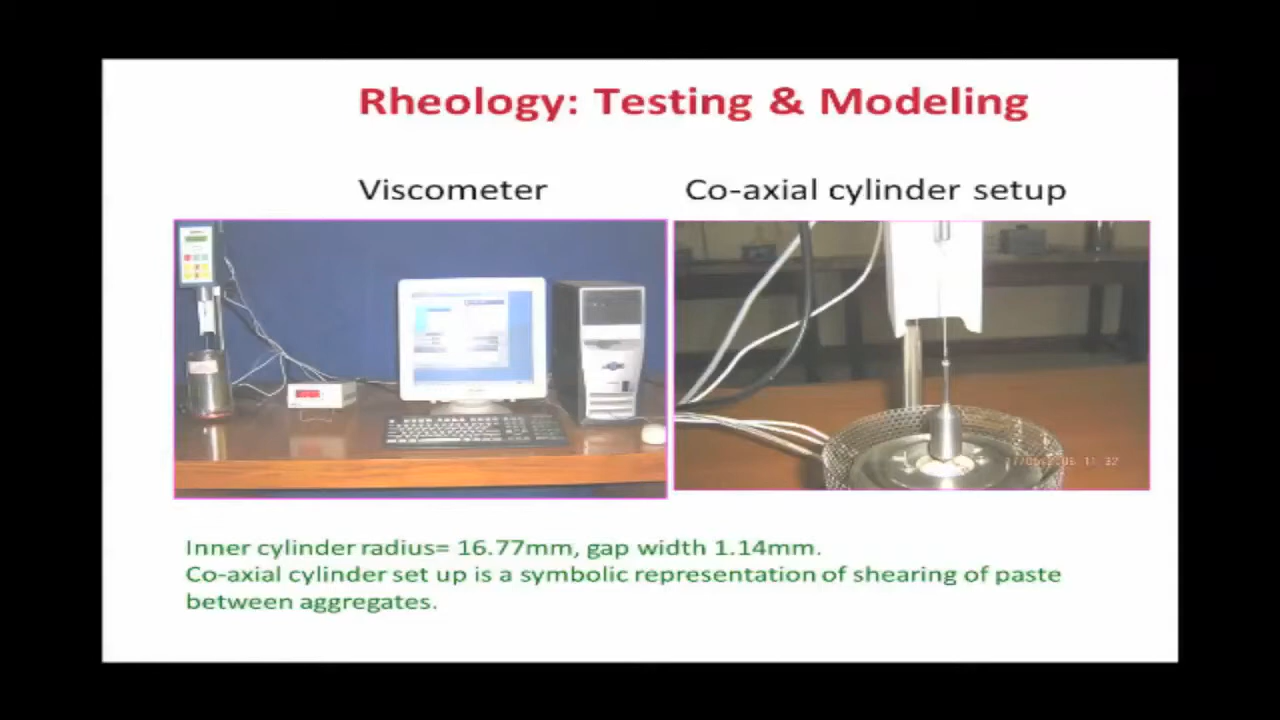 Rheology: Testing & Modeling
Viscometer
Co-axial cylinder setup
Inner cylinder radius= 16.77mm, gap width 1.14mm.
Co-axial cylinder set up is a symbolic representation of shearing of paste
between aggregates.